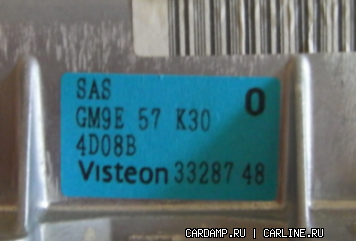 SAS
GM9E 57 K30 0
4D08B
Visteon 33287 48
CARDAMP.RU | CARLINE.RU